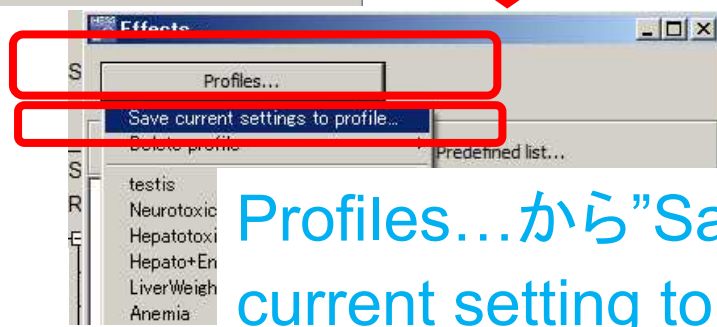 HESS
Effects
S
Profiles...
Save current settings to profile...
Delete profile
Predefined list...
S
testis
R
Neurotoxic
Hepatotoxi
Hepato+En
LiverWeigh
Anemia
Profiles…から”Sa
current setting to